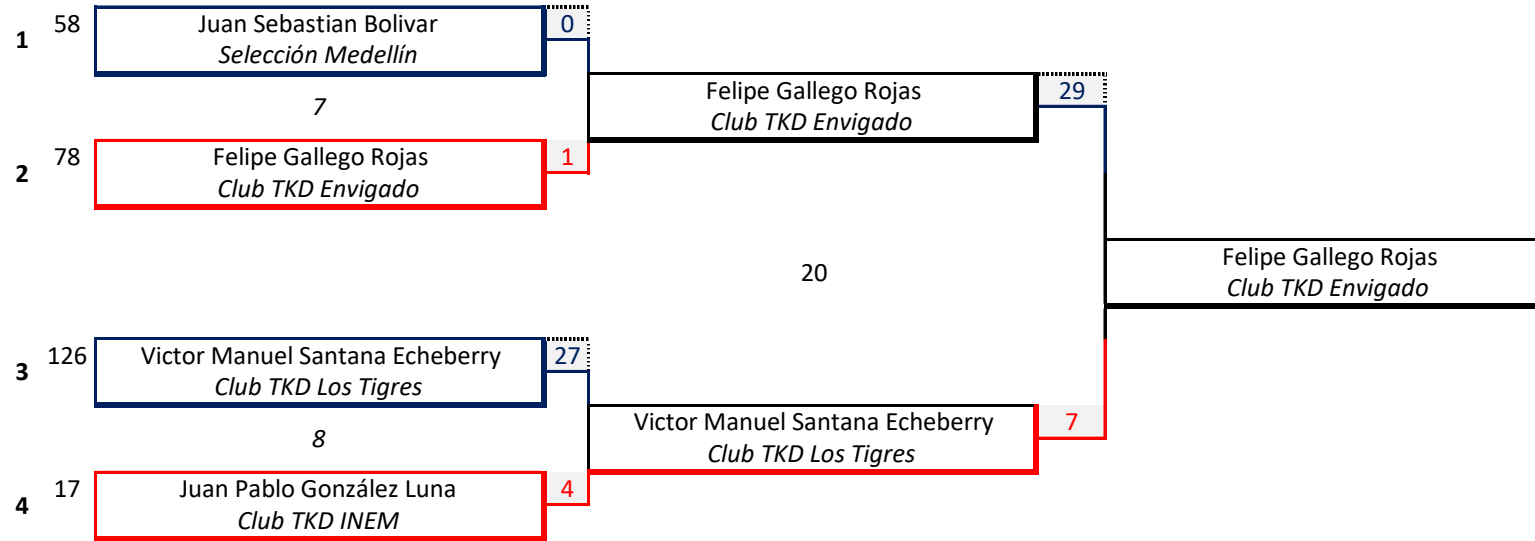 58
Juan Sebastian Bolivar
0
1
Selección Medellín
7
Felipe Gallego Rojas
29
Club TKD Envigado
78
Felipe Gallego Rojas
1
2
Club TKD Envigado
20
Felipe Gallego Rojas
Club TKD Envigado
126
Victor Manuel Santana Echeberry
27
3
Club TKD Los Tigres
8
Victor Manuel Santana Echeberry
7
Club TKD Los Tigres
17
Juan Pablo González Luna
4
4
Club TKD INEM